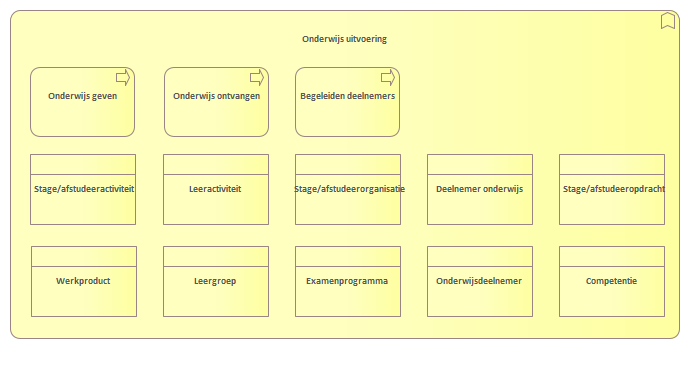 Onderwijs uitvoering
Onderwijs geven
Onderwijs ontvangen
Begeleiden deelnemers
Stage/afstudeeractiviteit
Leeractiviteit
Stage/afstudeerorganisatie
Deelnemer onderwijs
Stage/afstudeeropdracht
Werkproduct
Leergroep
Examenprogramma
Onderwijsdeelnemer
Competentie